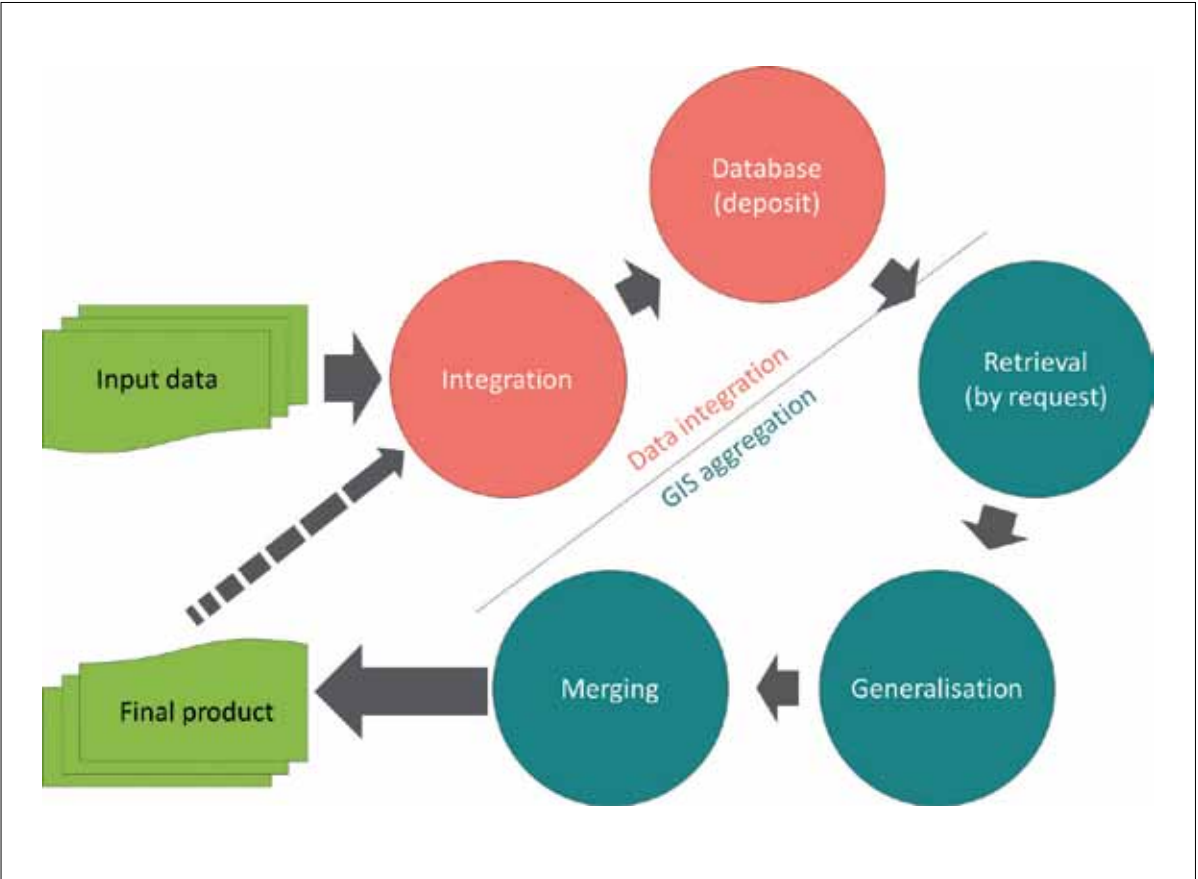 Database
(deposit)
Input data
Integration
Data integration
GIS aggregation
Retrieval
(by request)
Final product
Merging
Generalisation